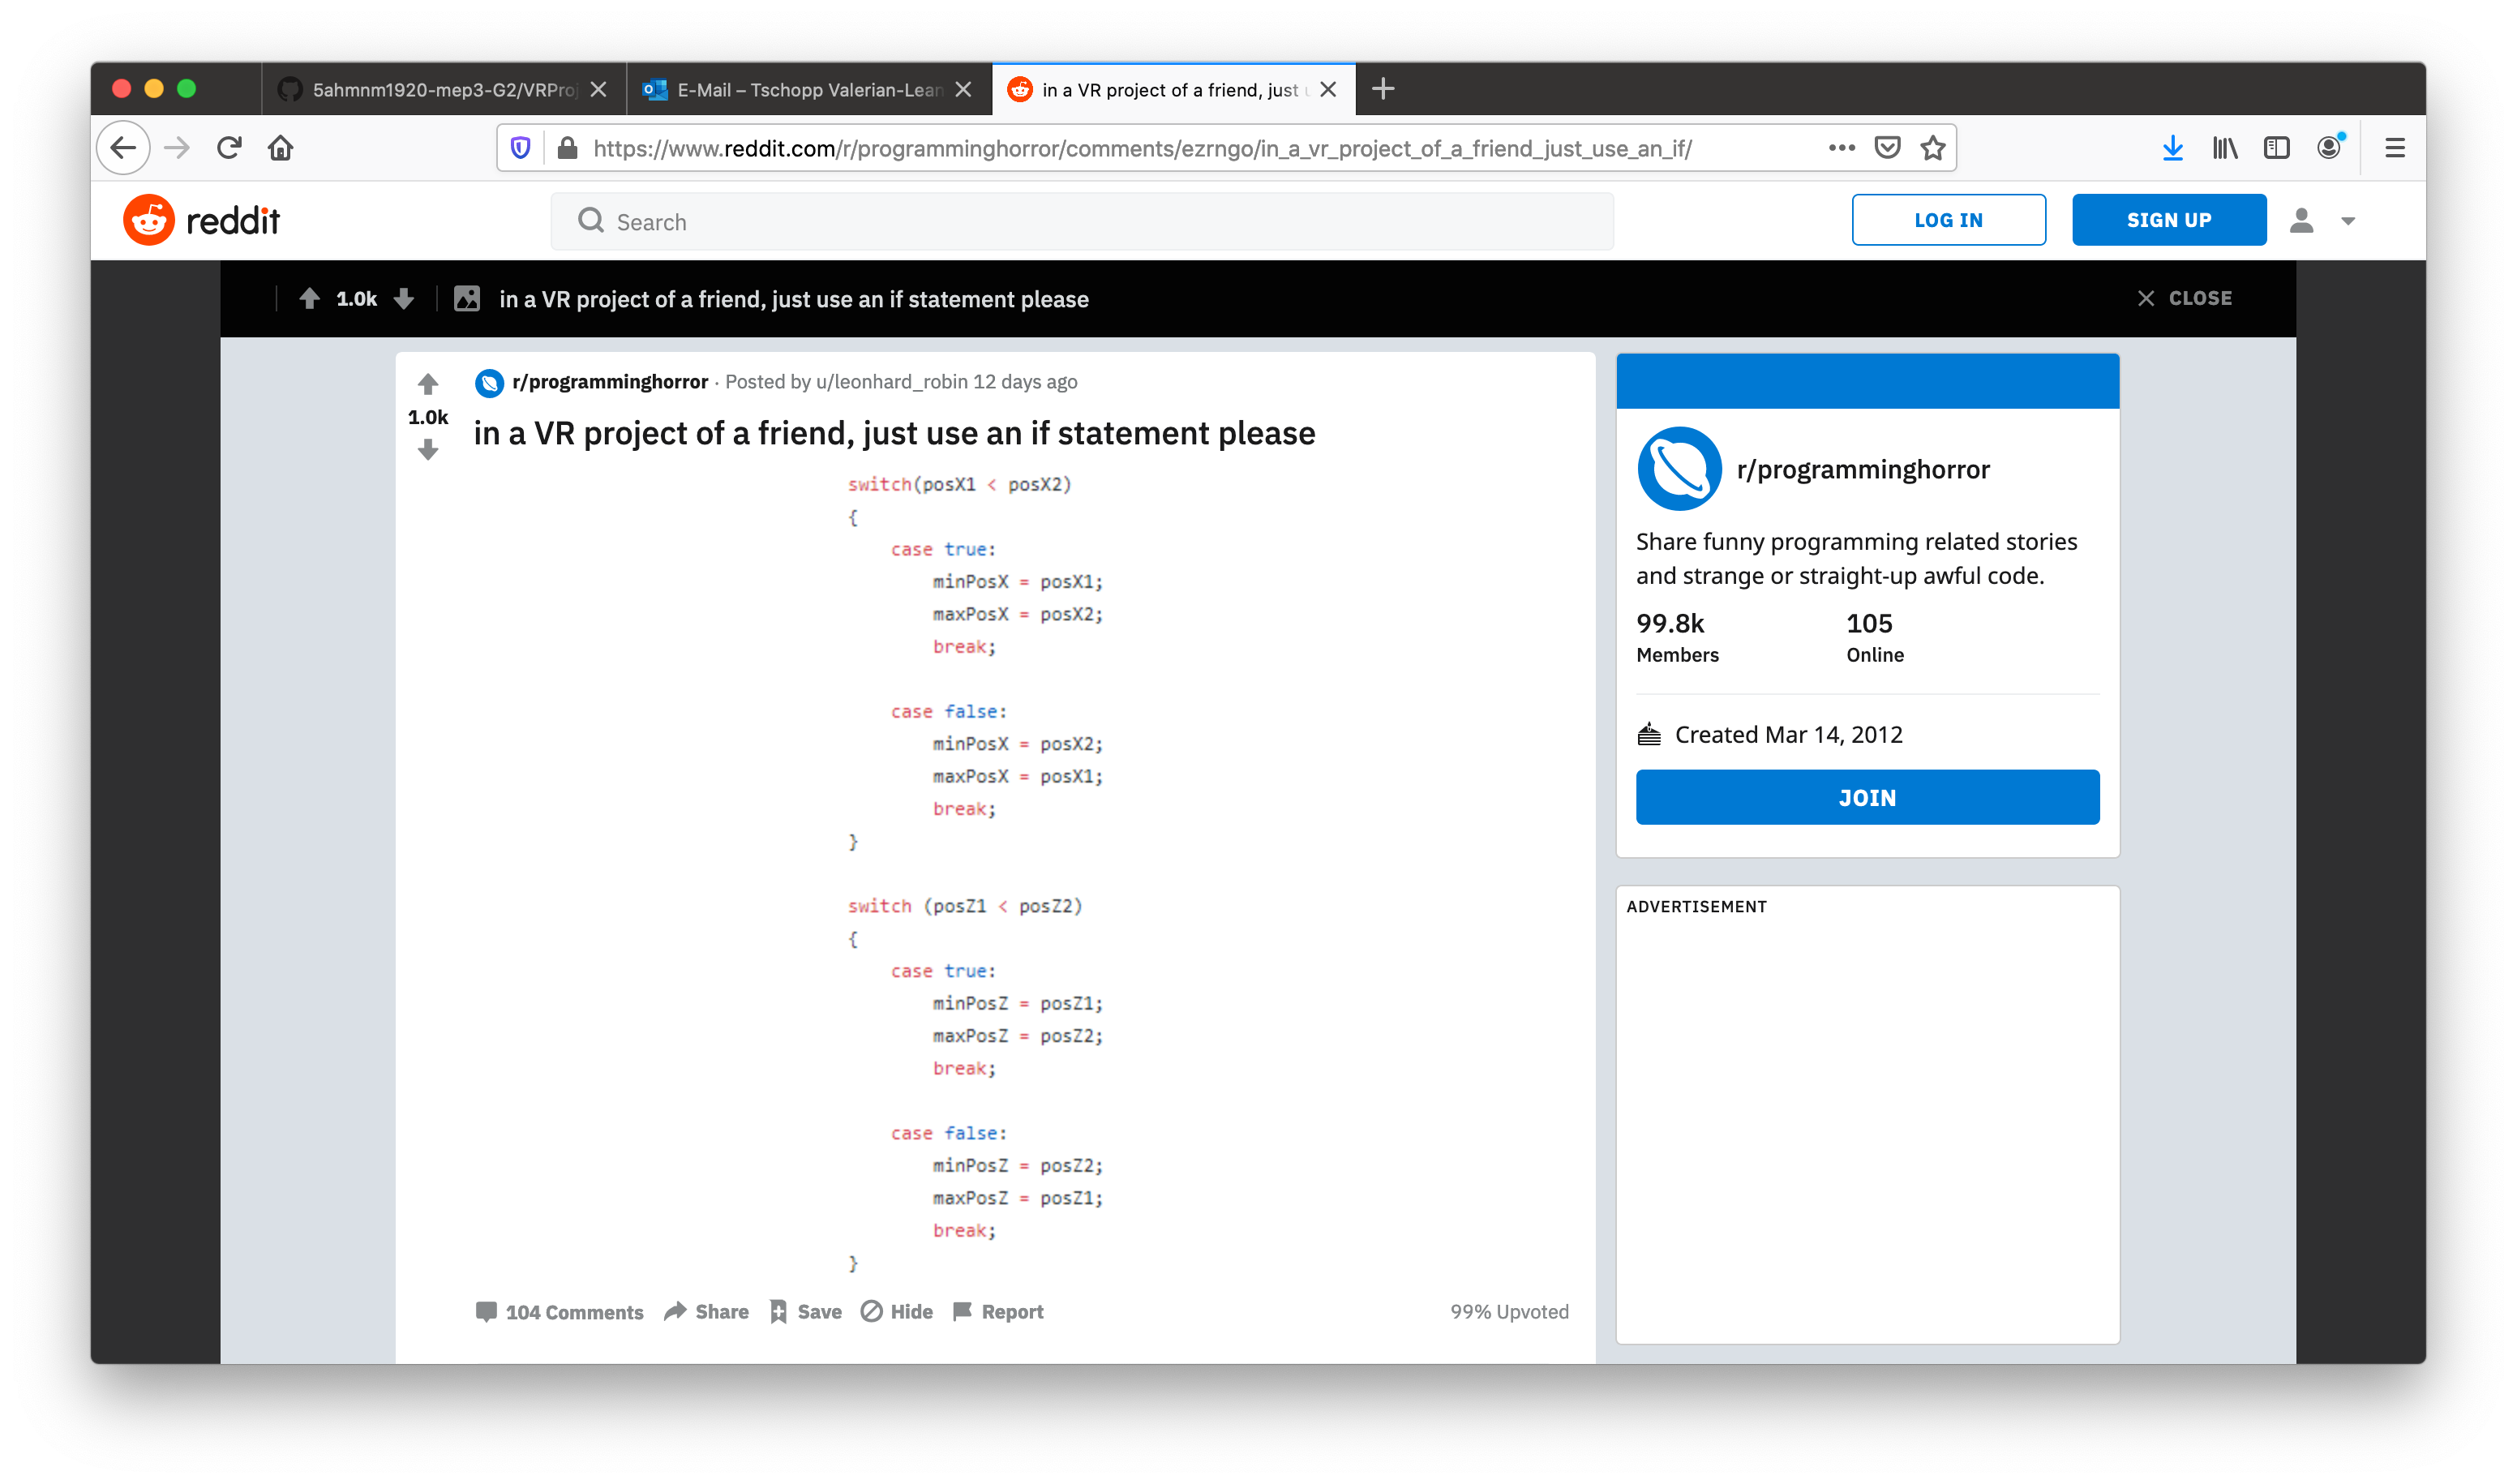 5ahmnm1920-mep3-G2/VRProj
E-Mail – Tschopp Valerian-Lean
in a VR project of a friend, just u
https://www.reddit.com/r/programminghorror/comments/ezrngo/in_a_vr_project_of_a_friend_just_use_an_if/
reddit
Search
LOG IN
SIGN UP
1.0k
in a VR project of a friend, just use an if statement please
CLOSE
r/programminghorror · Posted by u/leonhard_robin 12 days ago
1.0k
in a VR project of a friend, just use an if statement please
switch(posX1 < posX2)
{
case true:
minPosX = posX1;
maxPosX = posX2;
break;
case false:
minPosX = posX2;
maxPosX = posX1;
break;
}
switch (posZ1 < posZ2)
{
case true:
minPosZ = posZ1;
maxPosZ = posZ2;
break;
case false:
minPosZ = posZ2;
maxPosZ = posZ1;
break;
}
104 Comments Share Save Hide Report 99% Upvoted
r/programminghorror
Share funny programming related stories
and strange or straight-up awful code.
99.8k 105
Members Online
Created Mar 14, 2012
JOIN
ADVERTISEMENT